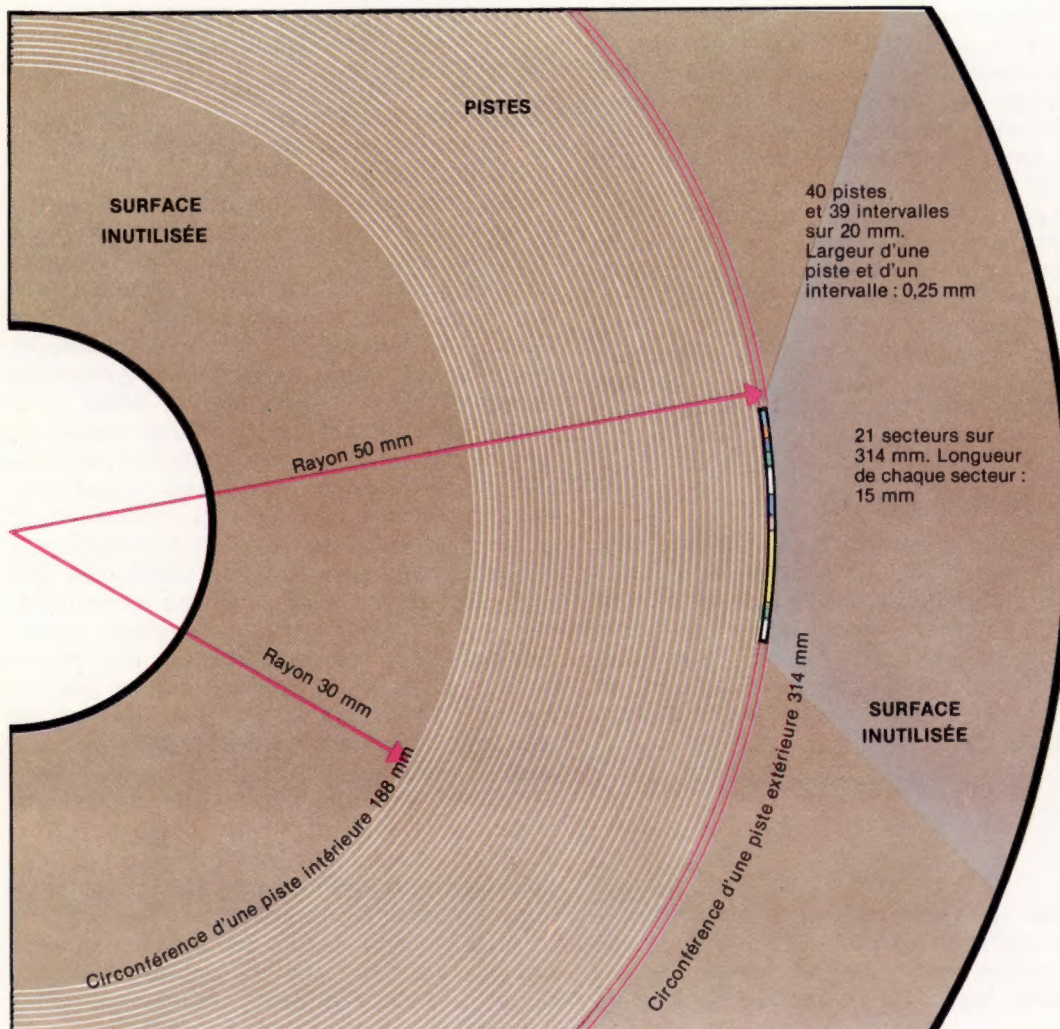 PISTES
SURFACE
INUTILISÉE
40 pistes
et 39 intervalles
sur 20 mm.
Largeur d'une
piste et d'un
intervalle : 0,25 mm
Rayon 50 mm
21 secteurs sur
314 mm. Longueur
de chaque secteur :
15 mm
Rayon 30 mm
SURFACE
INUTILISÉE
Circonférence d'une piste intérieure 188 mm
Circonférence d'une piste extérieure 314 mm